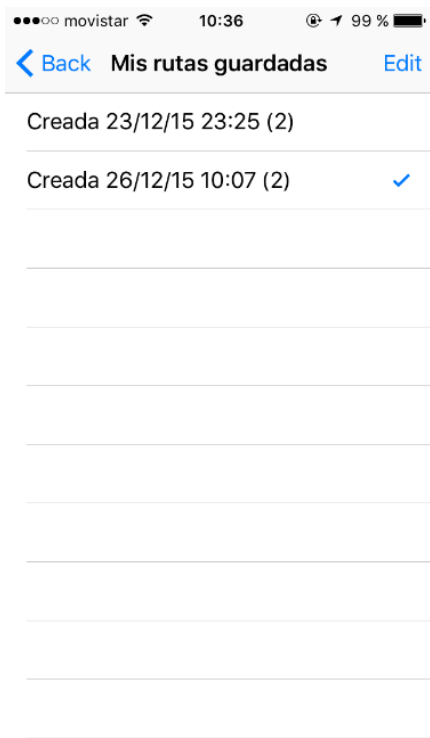 movistar 10:36 99 %
Back Mis rutas guardadas Edit
Creada 23/12/15 23:25 (2)
Creada 26/12/15 10:07 (2)